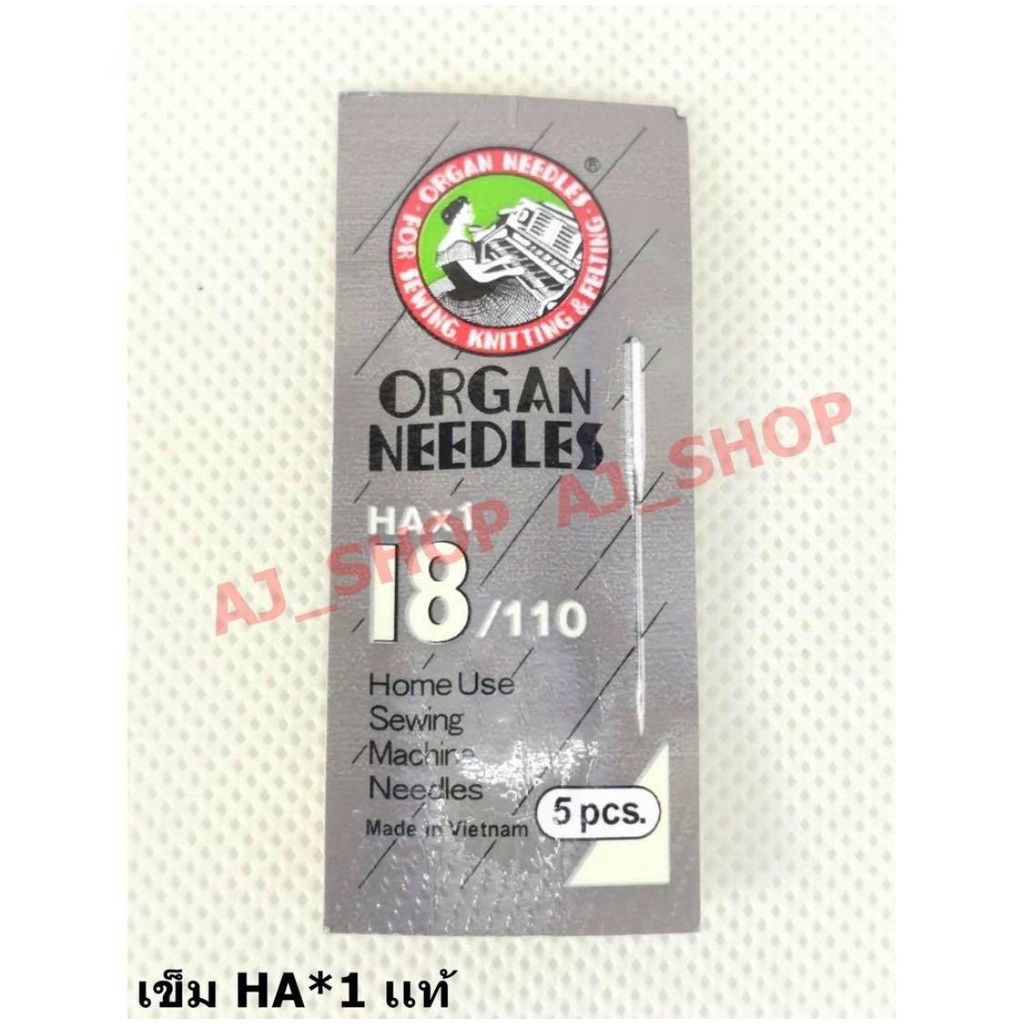 ORGAN NEEDLES · FOR SEWING, KNITTING & FELTING ·
®
ORGAN
NEEDLES
HAx1
18/110
Home Use
Sewing
Machine
Needles
5 pcs.
Made in Vietnam
AJ_SHOP AJ_SHOP
เข็ม HA*1 แท้